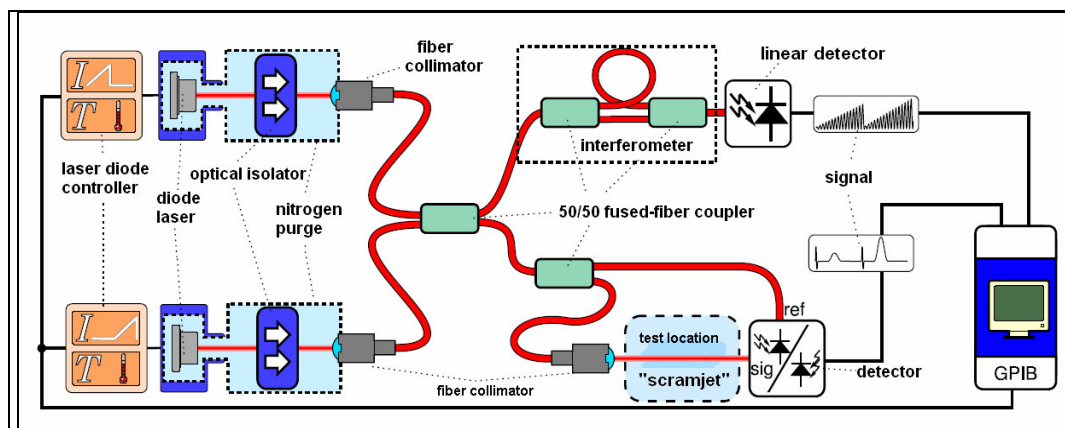 fiber
collimator
linear detector
I
T
laser diode
controller
diode
laser
optical isolator
nitrogen
purge
interferometer
signal
50/50 fused-fiber coupler
I
T
fiber collimator
test location
"scramjet"
ref
sig
detector
GPIB